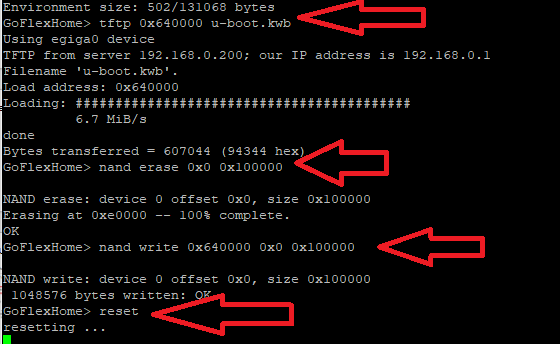 Environment size: 502/131068 bytes
GoFlexHome> tftp 0x640000 u-boot.kwb
Using egiga0 device
TFTP from server 192.168.0.200; our IP address is 192.168.0.1
Filename 'u-boot.kwb'.
Load address: 0x640000
Loading: ##########################################
6.7 MiB/s
done
Bytes transferred = 607044 (94344 hex)
GoFlexHome> nand erase 0x0 0x100000
NAND erase: device 0 offset 0x0, size 0x100000
Erasing at 0xe0000 -- 100% complete.
OK
GoFlexHome> nand write 0x640000 0x0 0x100000
NAND write: device 0 offset 0x0, size 0x100000
1048576 bytes written: OK
GoFlexHome> reset
resetting ...